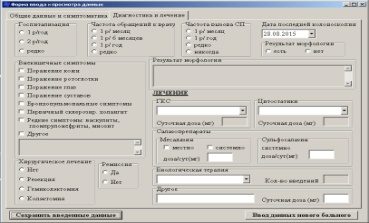 Форма ввода и просмотра данных
Общие данные и симптоматика
Диагностика и лечение
Госпитализация
1 р/год
2 р/год
редко
Частота обращений к врачу
1 р/месяц
1 р/6 месяцев
1 р/год
редко
Частота вызова СП
1 р/месяц
1 р/год
редко
никогда
Дата последней колоноскопии
28.08.2015
Результат морфологии
есть
нет
Внекишечные симптомы
Поражение кожи
Поражение ротоглотки
Поражение глаз
Поражение суставов
Бронхопульмональные симптомы
Первичный склерозир. холангит
Редкие симптомы: васкулиты,
гломерулонефриты, миозит
Другое
Результат морфологии
ЛЕЧЕНИЕ
ГКС
Суточная доза (мг)
Цитостатики
Суточная доза (мг)
Салазопрепараты
Месалазин
местно
системно
доза/сут(мг)
Сульфасалазин
системно
доза/сут(мг)
Хирургическое лечение
Нет
Резекция
Гемиколэктомия
Колэктомия
Ремиссия
Да
Нет
Биологическая терапия
Кол-во введений
Другое
Суточная доза (мг)
Сохранить введенные данные
Ввод данных нового больного